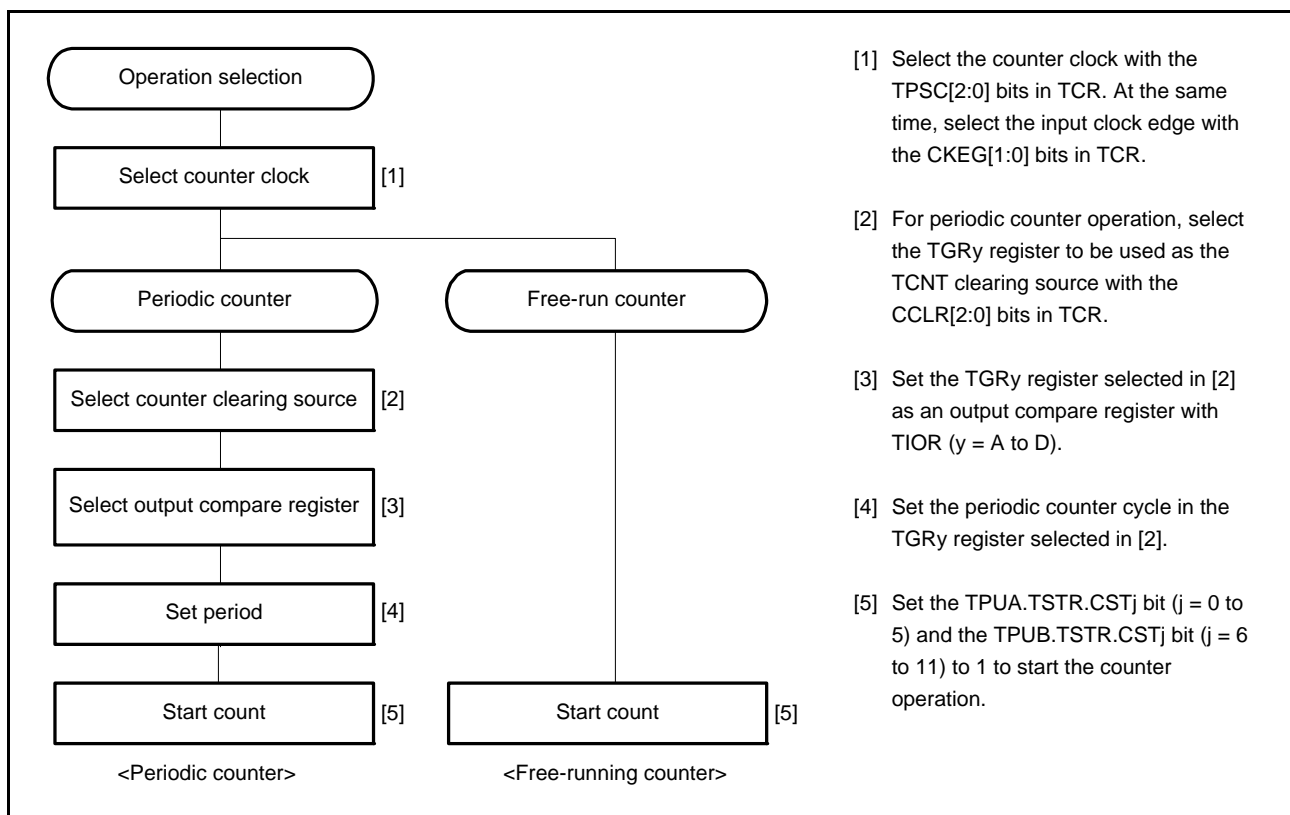 Operation selection
Select counter clock
[1]
Periodic counter
Free-run counter
Select counter clearing source
[2]
Select output compare register
[3]
Set period
[4]
Start count
[5]
Start count
[5]
<Periodic counter>
<Free-running counter>
[1] Select the counter clock with the
TPSC[2:0] bits in TCR. At the same
time, select the input clock edge with
the CKEG[1:0] bits in TCR.
[2] For periodic counter operation, select
the TGRy register to be used as the
TCNT clearing source with the
CCLR[2:0] bits in TCR.
[3] Set the TGRy register selected in [2]
as an output compare register with
TIOR (y = A to D).
[4] Set the periodic counter cycle in the
TGRy register selected in [2].
[5] Set the TPUA.TSTR.CSTj bit (j = 0 to
5) and the TPUB.TSTR.CSTj bit (j = 6
to 11) to 1 to start the counter
operation.